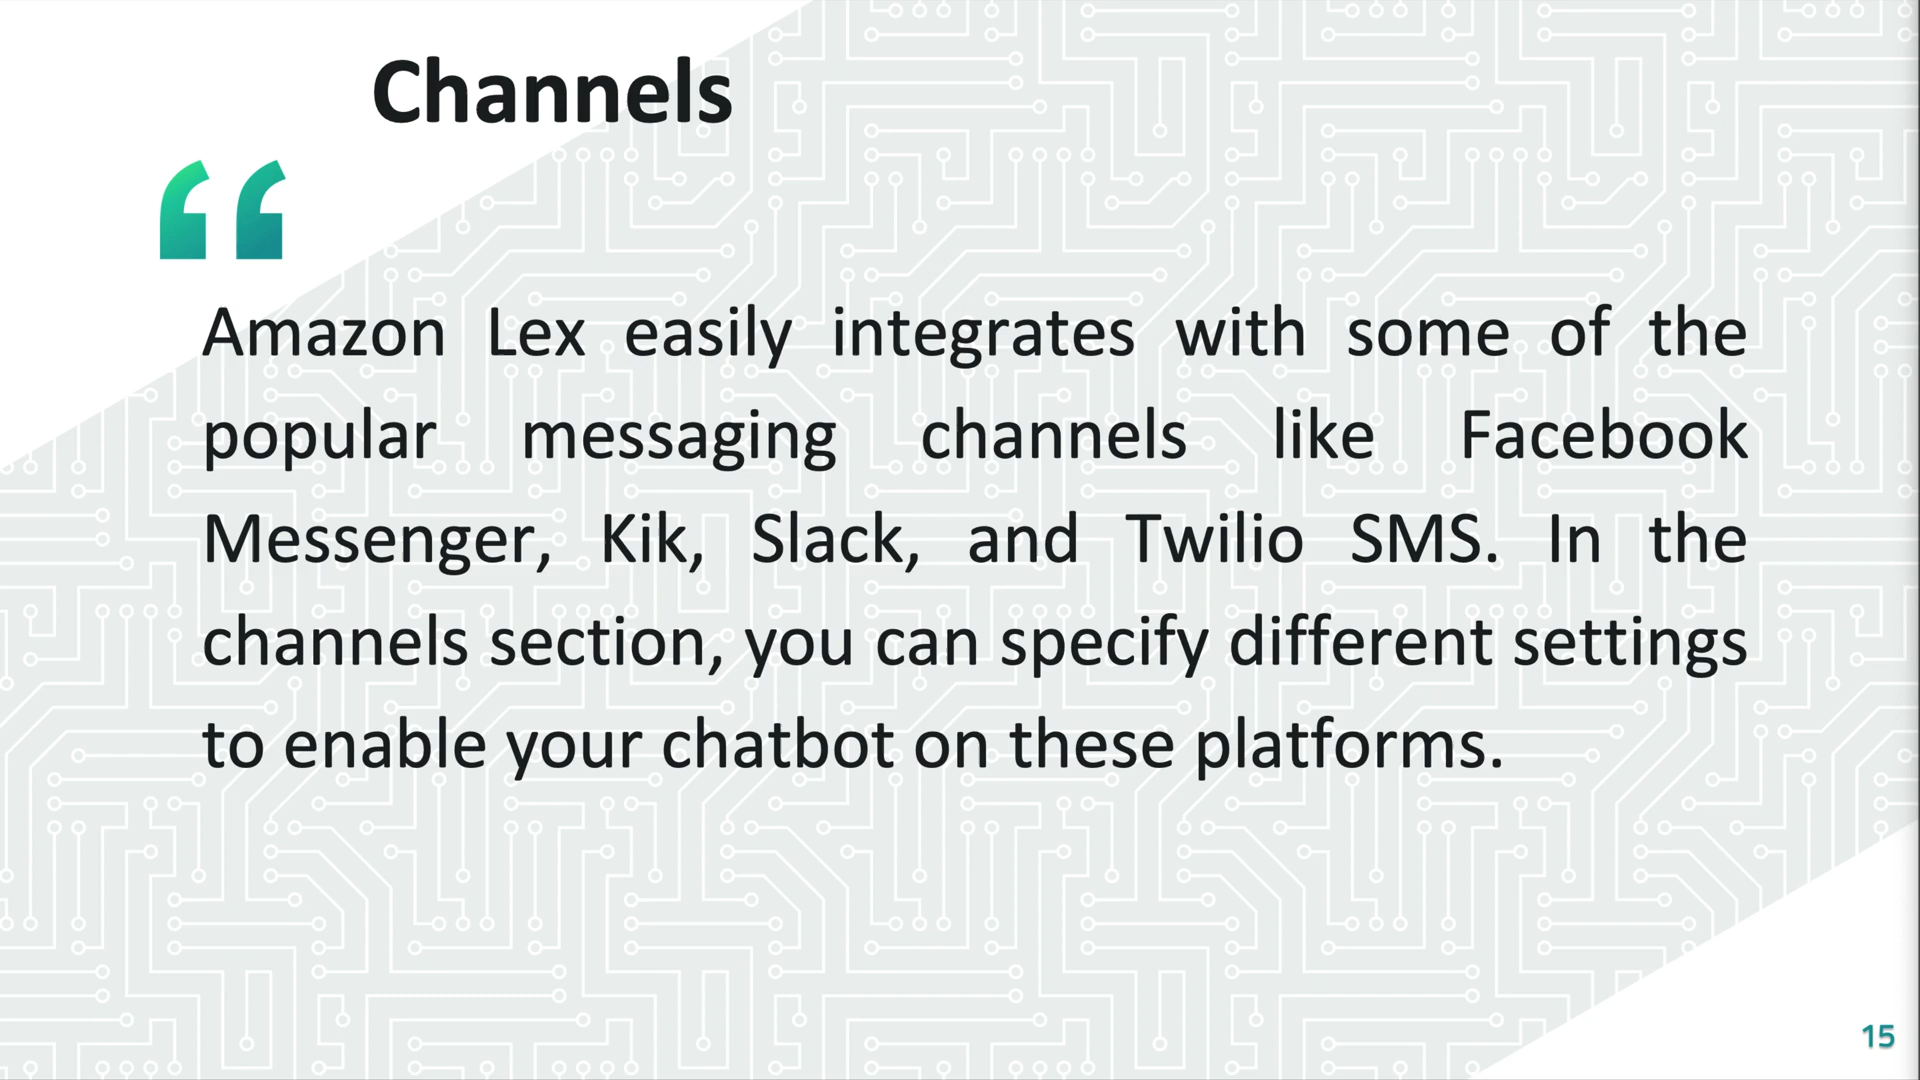 Channels
“
Amazon Lex easily integrates with some of the
popular messaging channels like Facebook
Messenger, Kik, Slack, and Twilio SMS. In the
channels section, you can specify different settings
to enable your chatbot on these platforms.
15